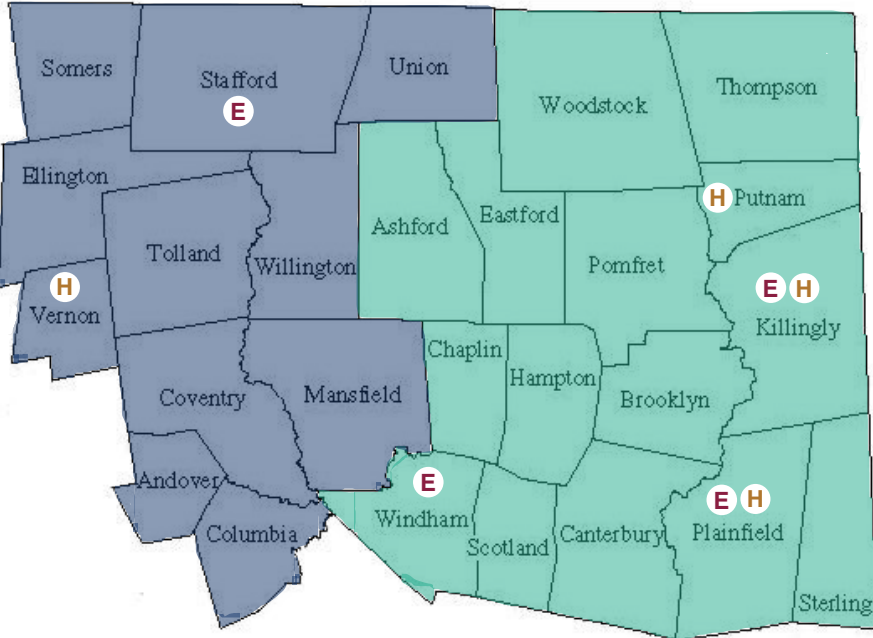 Somers
Stafford
E
Union
Woodstock
Thompson
Ellington
H Putnam
Ashford
Eastford
Tolland
Willington
Pomfret
H
Vernon
E H
Killingly
Chaplin
Hampton
Coventry
Mansfield
Brooklyn
Andover
E
Windham
E H
Plainfield
Columbia
Scotland
Canterbury
Sterling